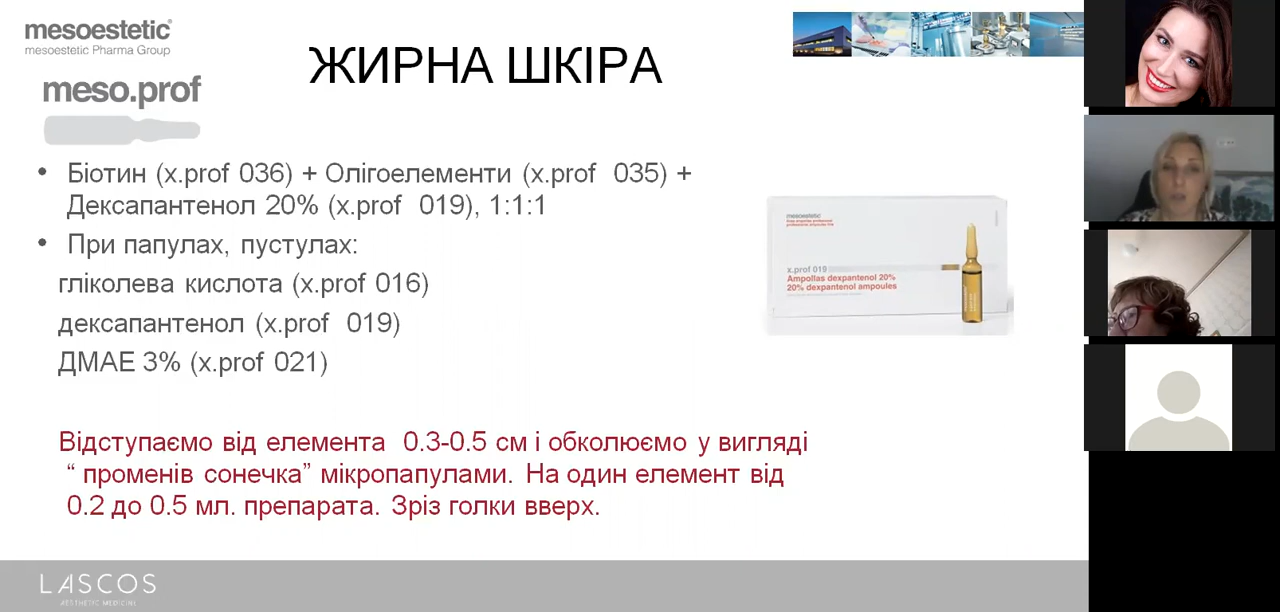 mesoestetic®
mesoestetic Pharma Group
meso.prof
ЖИРНА ШКІРА
• Біотин (x.prof 036) + Олігоелементи (x.prof 035) +
Дексапантенол 20% (x.prof 019), 1:1:1
• При папулах, пустулах:
гліколева кислота (x.prof 016)
дексапантенол (x.prof 019)
ДМАЕ 3% (x.prof 021)
mesoestetic
x.prof 019
Ampollas dexpantenol 20%
20% dexpantenol ampoules
Відступаємо від елемента 0.3-0.5 см і обколюємо у вигляді
“ променів сонечка” мікропапулами. На один елемент від
0.2 до 0.5 мл. препарата. Зріз голки вверх.
LASCOS
AESTHETIC MEDICINE